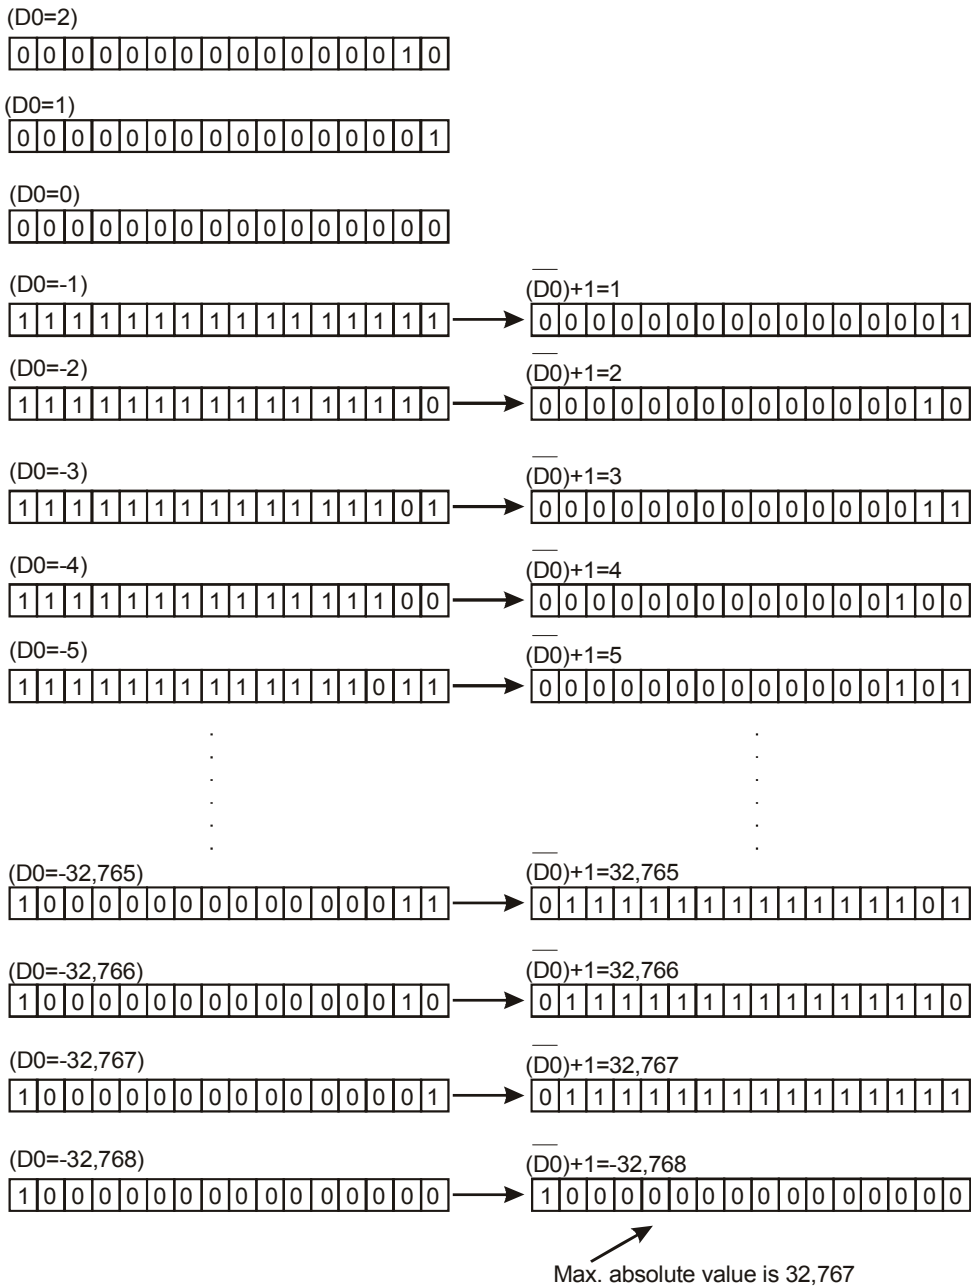 (D0=2)
0 0 0 0 0 0 0 0 0 0 0 0 0 0 1 0
(D0=1)
0 0 0 0 0 0 0 0 0 0 0 0 0 0 0 1
(D0=0)
0 0 0 0 0 0 0 0 0 0 0 0 0 0 0 0
(D0=-1) (D0)+1=1
1 1 1 1 1 1 1 1 1 1 1 1 1 1 1 1 0 0 0 0 0 0 0 0 0 0 0 0 0 0 0 1
(D0=-2) (D0)+1=2
1 1 1 1 1 1 1 1 1 1 1 1 1 1 1 0 0 0 0 0 0 0 0 0 0 0 0 0 0 0 1 0
(D0=-3) (D0)+1=3
1 1 1 1 1 1 1 1 1 1 1 1 1 1 0 1 0 0 0 0 0 0 0 0 0 0 0 0 0 0 1 1
(D0=-4) (D0)+1=4
1 1 1 1 1 1 1 1 1 1 1 1 1 1 0 0 0 0 0 0 0 0 0 0 0 0 0 0 0 1 0 0
(D0=-5) (D0)+1=5
1 1 1 1 1 1 1 1 1 1 1 1 1 0 1 1 0 0 0 0 0 0 0 0 0 0 0 0 0 1 0 1
(D0=-32,765) (D0)+1=32,765
1 0 0 0 0 0 0 0 0 0 0 0 0 0 1 1 0 1 1 1 1 1 1 1 1 1 1 1 1 1 0 1
(D0=-32,766) (D0)+1=32,766
1 0 0 0 0 0 0 0 0 0 0 0 0 0 1 0 0 1 1 1 1 1 1 1 1 1 1 1 1 1 1 0
(D0=-32,767) (D0)+1=32,767
1 0 0 0 0 0 0 0 0 0 0 0 0 0 0 1 0 1 1 1 1 1 1 1 1 1 1 1 1 1 1 1
(D0=-32,768) (D0)+1=-32,768
1 0 0 0 0 0 0 0 0 0 0 0 0 0 0 0 1 0 0 0 0 0 0 0 0 0 0 0 0 0 0 0
Max. absolute value is 32,767